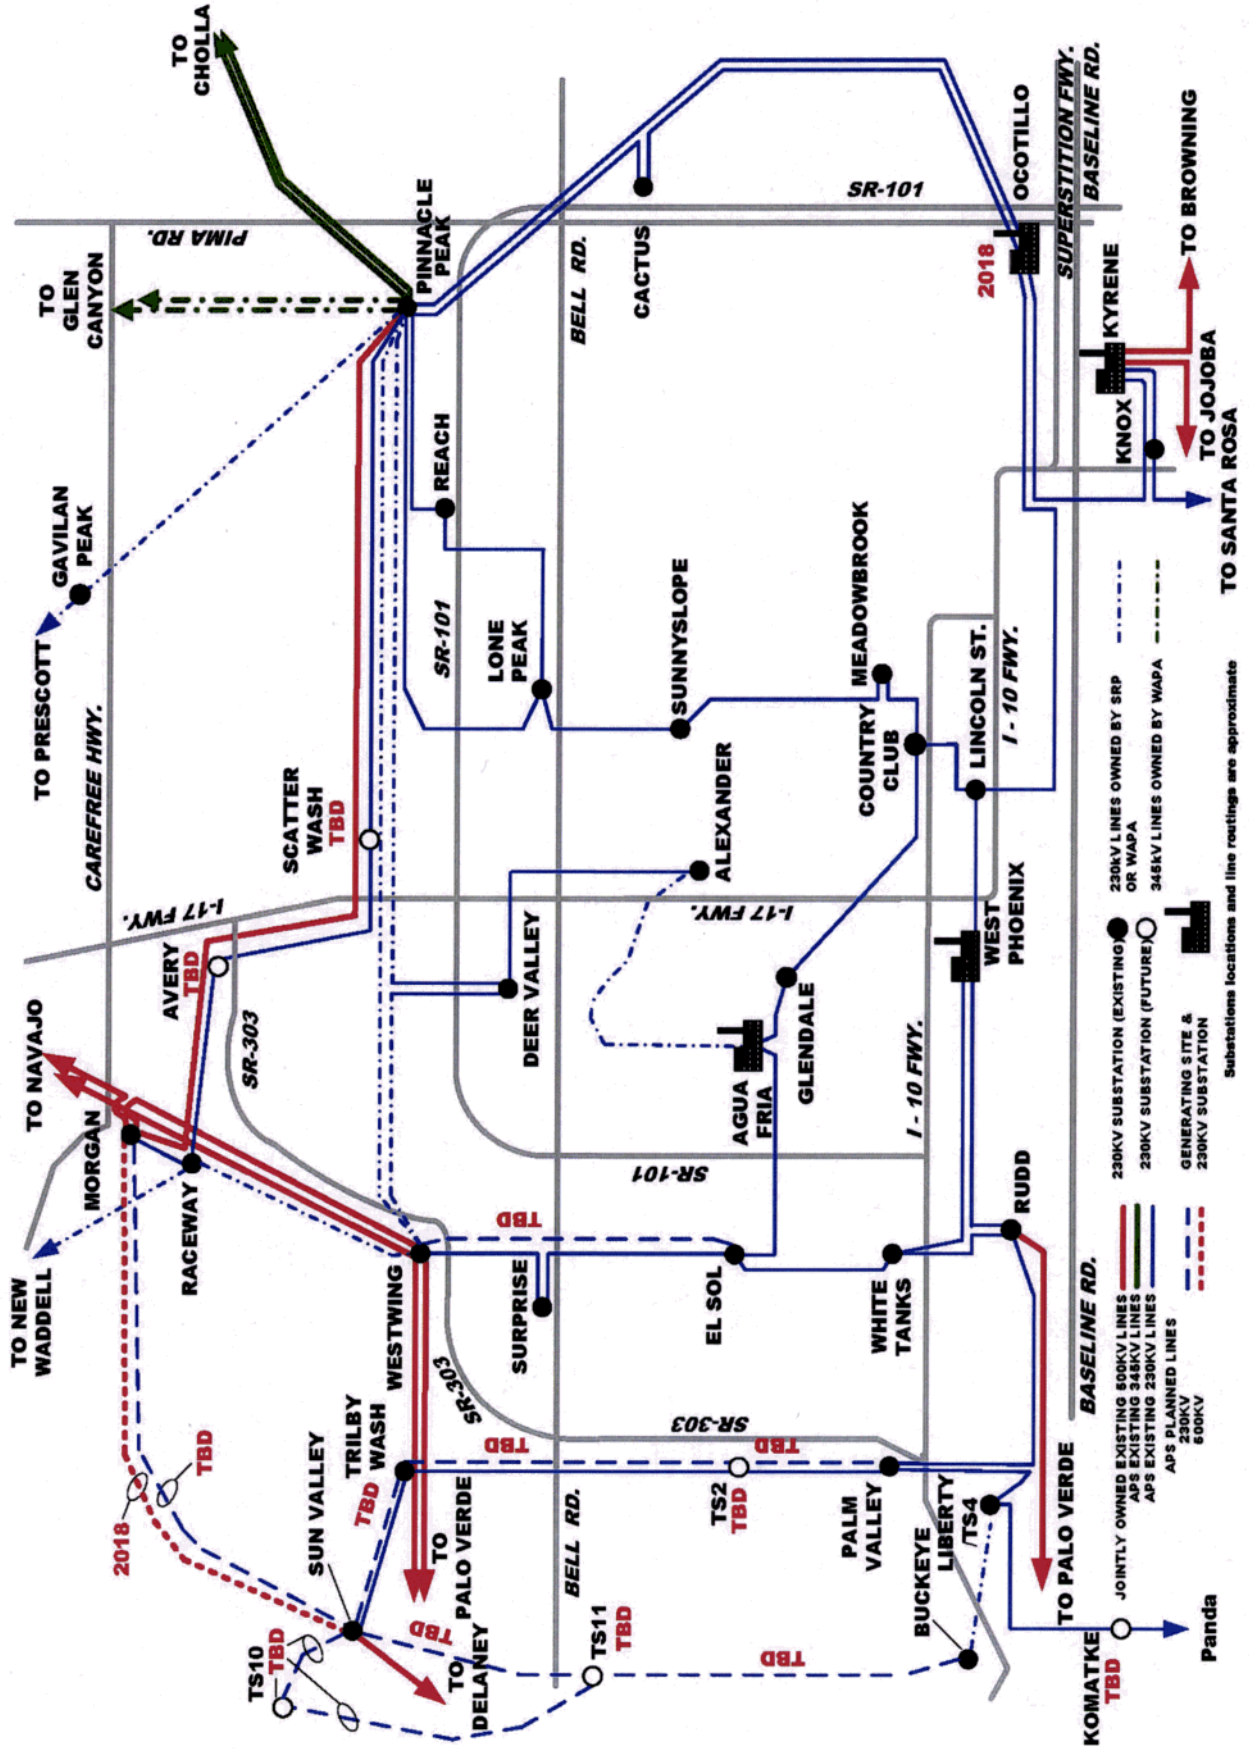 TO NEW
WADDELL
TO NAVAJO
MORGAN
RACEWAY
AVERY
TBD
I-17 FWY.
CAREFREE HWY.
SCATTER
WASH
TBD
TO PRESCOTT
GAVILAN
PEAK
TO
GLEN
CANYON
PIMA RD.
TO
CHOLLA
PINNACLE
PEAK
2018
TBD
SUN VALLEY
TS10
TBD
TRILBY
WASH
TBD
WESTWING
SR-303
SR-303
TO
PALO VERDE
TBD
TO
DELANEY
TBD
TBD
SURPRISE
DEER VALLEY
SR-101
LONE
PEAK
REACH
BELL RD.
BELL RD.
TS11
TBD
TS2
TBD
SR-303
TBD
EL SOL
SR-101
AGUA
FRIA
GLENDALE
I-17 FWY.
ALEXANDER
SUNNYSLOPE
CACTUS
SR-101
TBD
PALM
VALLEY
WHITE
TANKS
I - 10 FWY.
COUNTRY
CLUB
MEADOWBROOK
BUCKEYE
LIBERTY
/TS4
RUDD
WEST
PHOENIX
LINCOLN ST.
I - 10 FWY.
2018
OCOTILLO
SUPERSTITION FWY.
BASELINE RD.
BASELINE RD.
TO PALO VERDE
KOMATKE
TBD
Panda
KYRENE
KNOX
TO BROWNING
TO JOJOBA
TO SANTA ROSA
JOINTLY OWNED EXISTING 500KV LINES
APS EXISTING 345KV LINES
APS EXISTING 230KV LINES
APS PLANNED LINES
230KV
500KV
230KV SUBSTATION (EXISTING)
230KV SUBSTATION (FUTURE)
GENERATING SITE &
230KV SUBSTATION
230kV LINES OWNED BY SRP
OR WAPA
345kV LINES OWNED BY WAPA
Substations locations and line routings are approximate